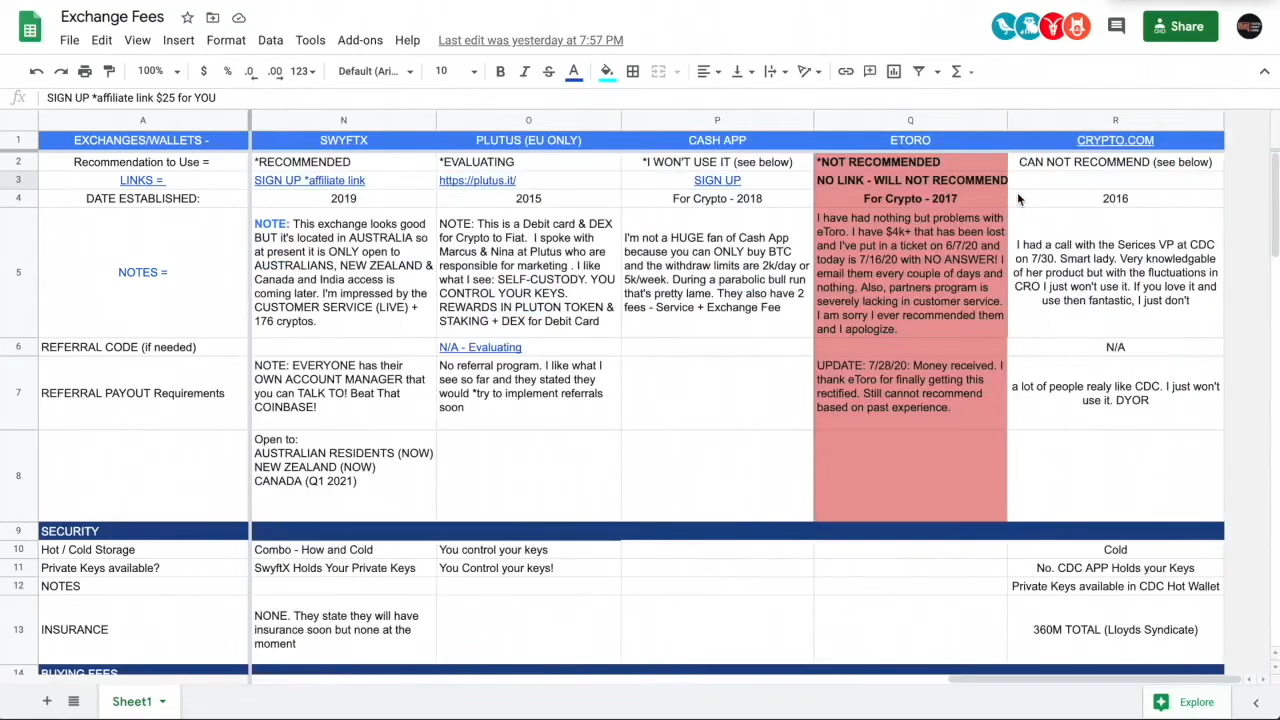 Exchange Fees
File Edit View Insert Format Data Tools Add-ons Help Last edit was yesterday at 7:57 PM
Share
100% $ % .0 .00 123 Default (Ari... 10 B I S A
fx SIGN UP *affiliate link $25 for YOU
A N O P Q R
1 EXCHANGES/WALLETS - SWYFTX PLUTUS (EU ONLY) CASH APP ETORO CRYPTO.COM
2 Recommendation to Use = *RECOMMENDED *EVALUATING *I WON'T USE IT (see below) *NOT RECOMMENDED CAN NOT RECOMMEND (see below)
3 LINKS = SIGN UP *affiliate link https://plutus.it/ SIGN UP NO LINK - WILL NOT RECOMMEND
4 DATE ESTABLISHED: 2019 2015 For Crypto - 2018 For Crypto - 2017 2016
5 NOTES =
NOTE: This exchange looks good
BUT it's located in AUSTRALIA so
at present it is ONLY open to
AUSTRALIANS, NEW ZEALAND &
Canada and India access is
coming later. I'm impressed by the
CUSTOMER SERVICE (LIVE) +
176 cryptos.
NOTE: This is a Debit card & DEX
for Crypto to Fiat. I spoke with
Marcus & Nina at Plutus who are
responsible for marketing . I like
what I see: SELF-CUSTODY. YOU
CONTROL YOUR KEYS.
REWARDS IN PLUTON TOKEN &
STAKING + DEX for Debit Card
I'm not a HUGE fan of Cash App
because you can ONLY buy BTC
and the withdraw limits are 2k/day or
5k/week. During a parabolic bull run
that's pretty lame. They also have 2
fees - Service + Exchange Fee
I have had nothing but problems with
eToro. I have $4k+ that has been lost
and I've put in a ticket on 6/7/20 and
today is 7/16/20 with NO ANSWER! I
email them every couple of days and
nothing. Also, partners program is
severely lacking in customer service.
I am sorry I ever recommended them
and I apologize.
I had a call with the Serices VP at CDC
on 7/30. Smart lady. Very knowledgable
of her product but with the fluctuations in
CRO I just won't use it. If you love it and
use then fantastic, I just don't
6 REFERRAL CODE (if needed) N/A - Evaluating N/A
7 REFERRAL PAYOUT Requirements
NOTE: EVERYONE has their
OWN ACCOUNT MANAGER that
you can TALK TO! Beat That
COINBASE!
No referral program. I like what I
see so far and they stated they
would *try to implement referrals
soon
UPDATE: 7/28/20: Money received. I
thank eToro for finally getting this
rectified. Still cannot recommend
based on past experience.
a lot of people realy like CDC. I just won't
use it. DYOR
8
Open to:
AUSTRALIAN RESIDENTS (NOW)
NEW ZEALAND (NOW)
CANADA (Q1 2021)
9 SECURITY
10 Hot / Cold Storage Combo - How and Cold You control your keys Cold
11 Private Keys available? SwyftX Holds Your Private Keys You Control your keys! No. CDC APP Holds your Keys
12 NOTES Private Keys available in CDC Hot Wallet
13 INSURANCE
NONE. They state they will have
insurance soon but none at the
moment
360M TOTAL (Lloyds Syndicate)
14 BUYING FEES
Sheet1 Explore